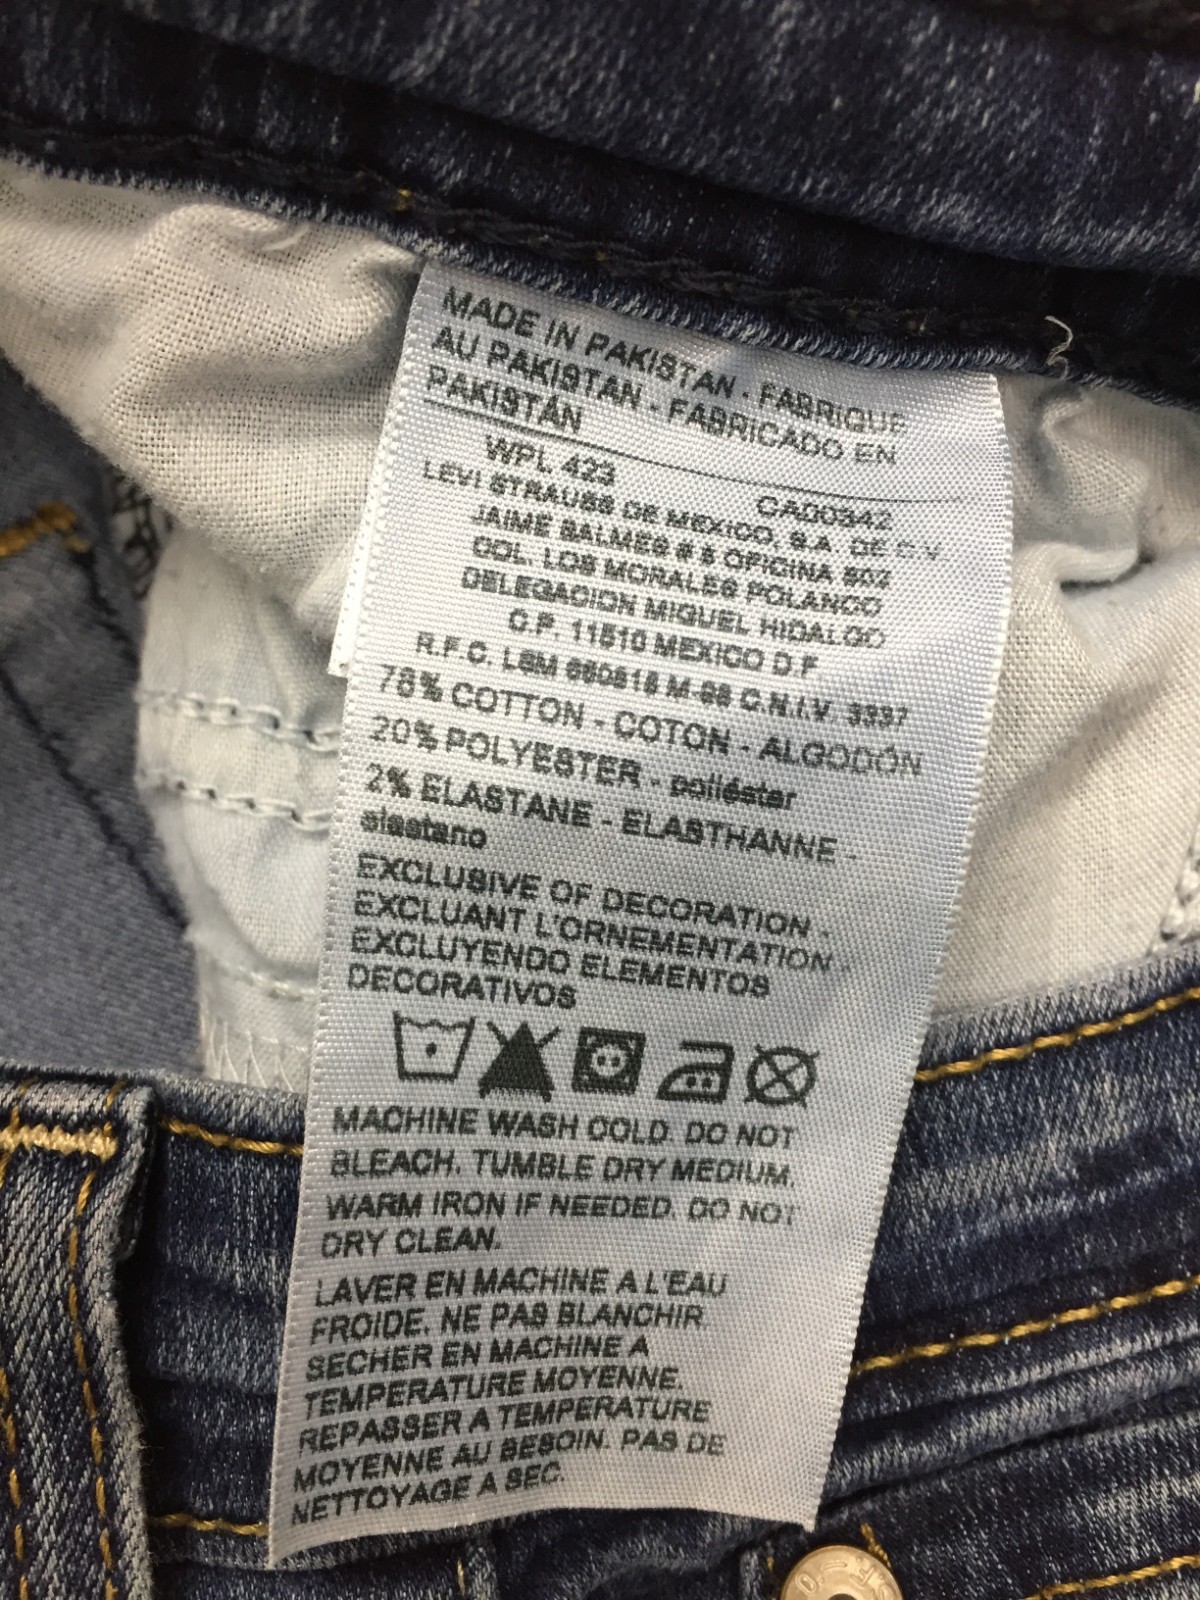 MADE IN PAKISTAN - FABRIQUE
AU PAKISTAN - FABRICADO EN
PAKISTÁN
WPL 423 CA00342
LEVI STRAUSS DE MEXICO, S.A. DE C.V.
JAIME BALMES # 8 OFICINA 802
COL. LOS MORALES POLANCO
DELEGACION MIGUEL HIDALGO
C.P. 11510 MEXICO D F
R.F.C. LSM C.N.I.V. 3337
78% COTTON - COTON - ALGODÓN
20% POLYESTER - poliéster
2% ELASTANE - ELASTHANNE -
elastano
EXCLUSIVE OF DECORATION -
EXCLUANT L'ORNEMENTATION
EXCLUYENDO ELEMENTOS
DECORATIVOS
MACHINE WASH COLD. DO NOT
BLEACH. TUMBLE DRY MEDIUM.
WARM IRON IF NEEDED. DO NOT
DRY CLEAN.
LAVER EN MACHINE A L'EAU
FROIDE. NE PAS BLANCHIR
SECHER EN MACHINE A
TEMPERATURE MOYENNE.
REPASSER A TEMPERATURE
MOYENNE AU BESOIN. PAS DE
NETTOYAGE A SEC.